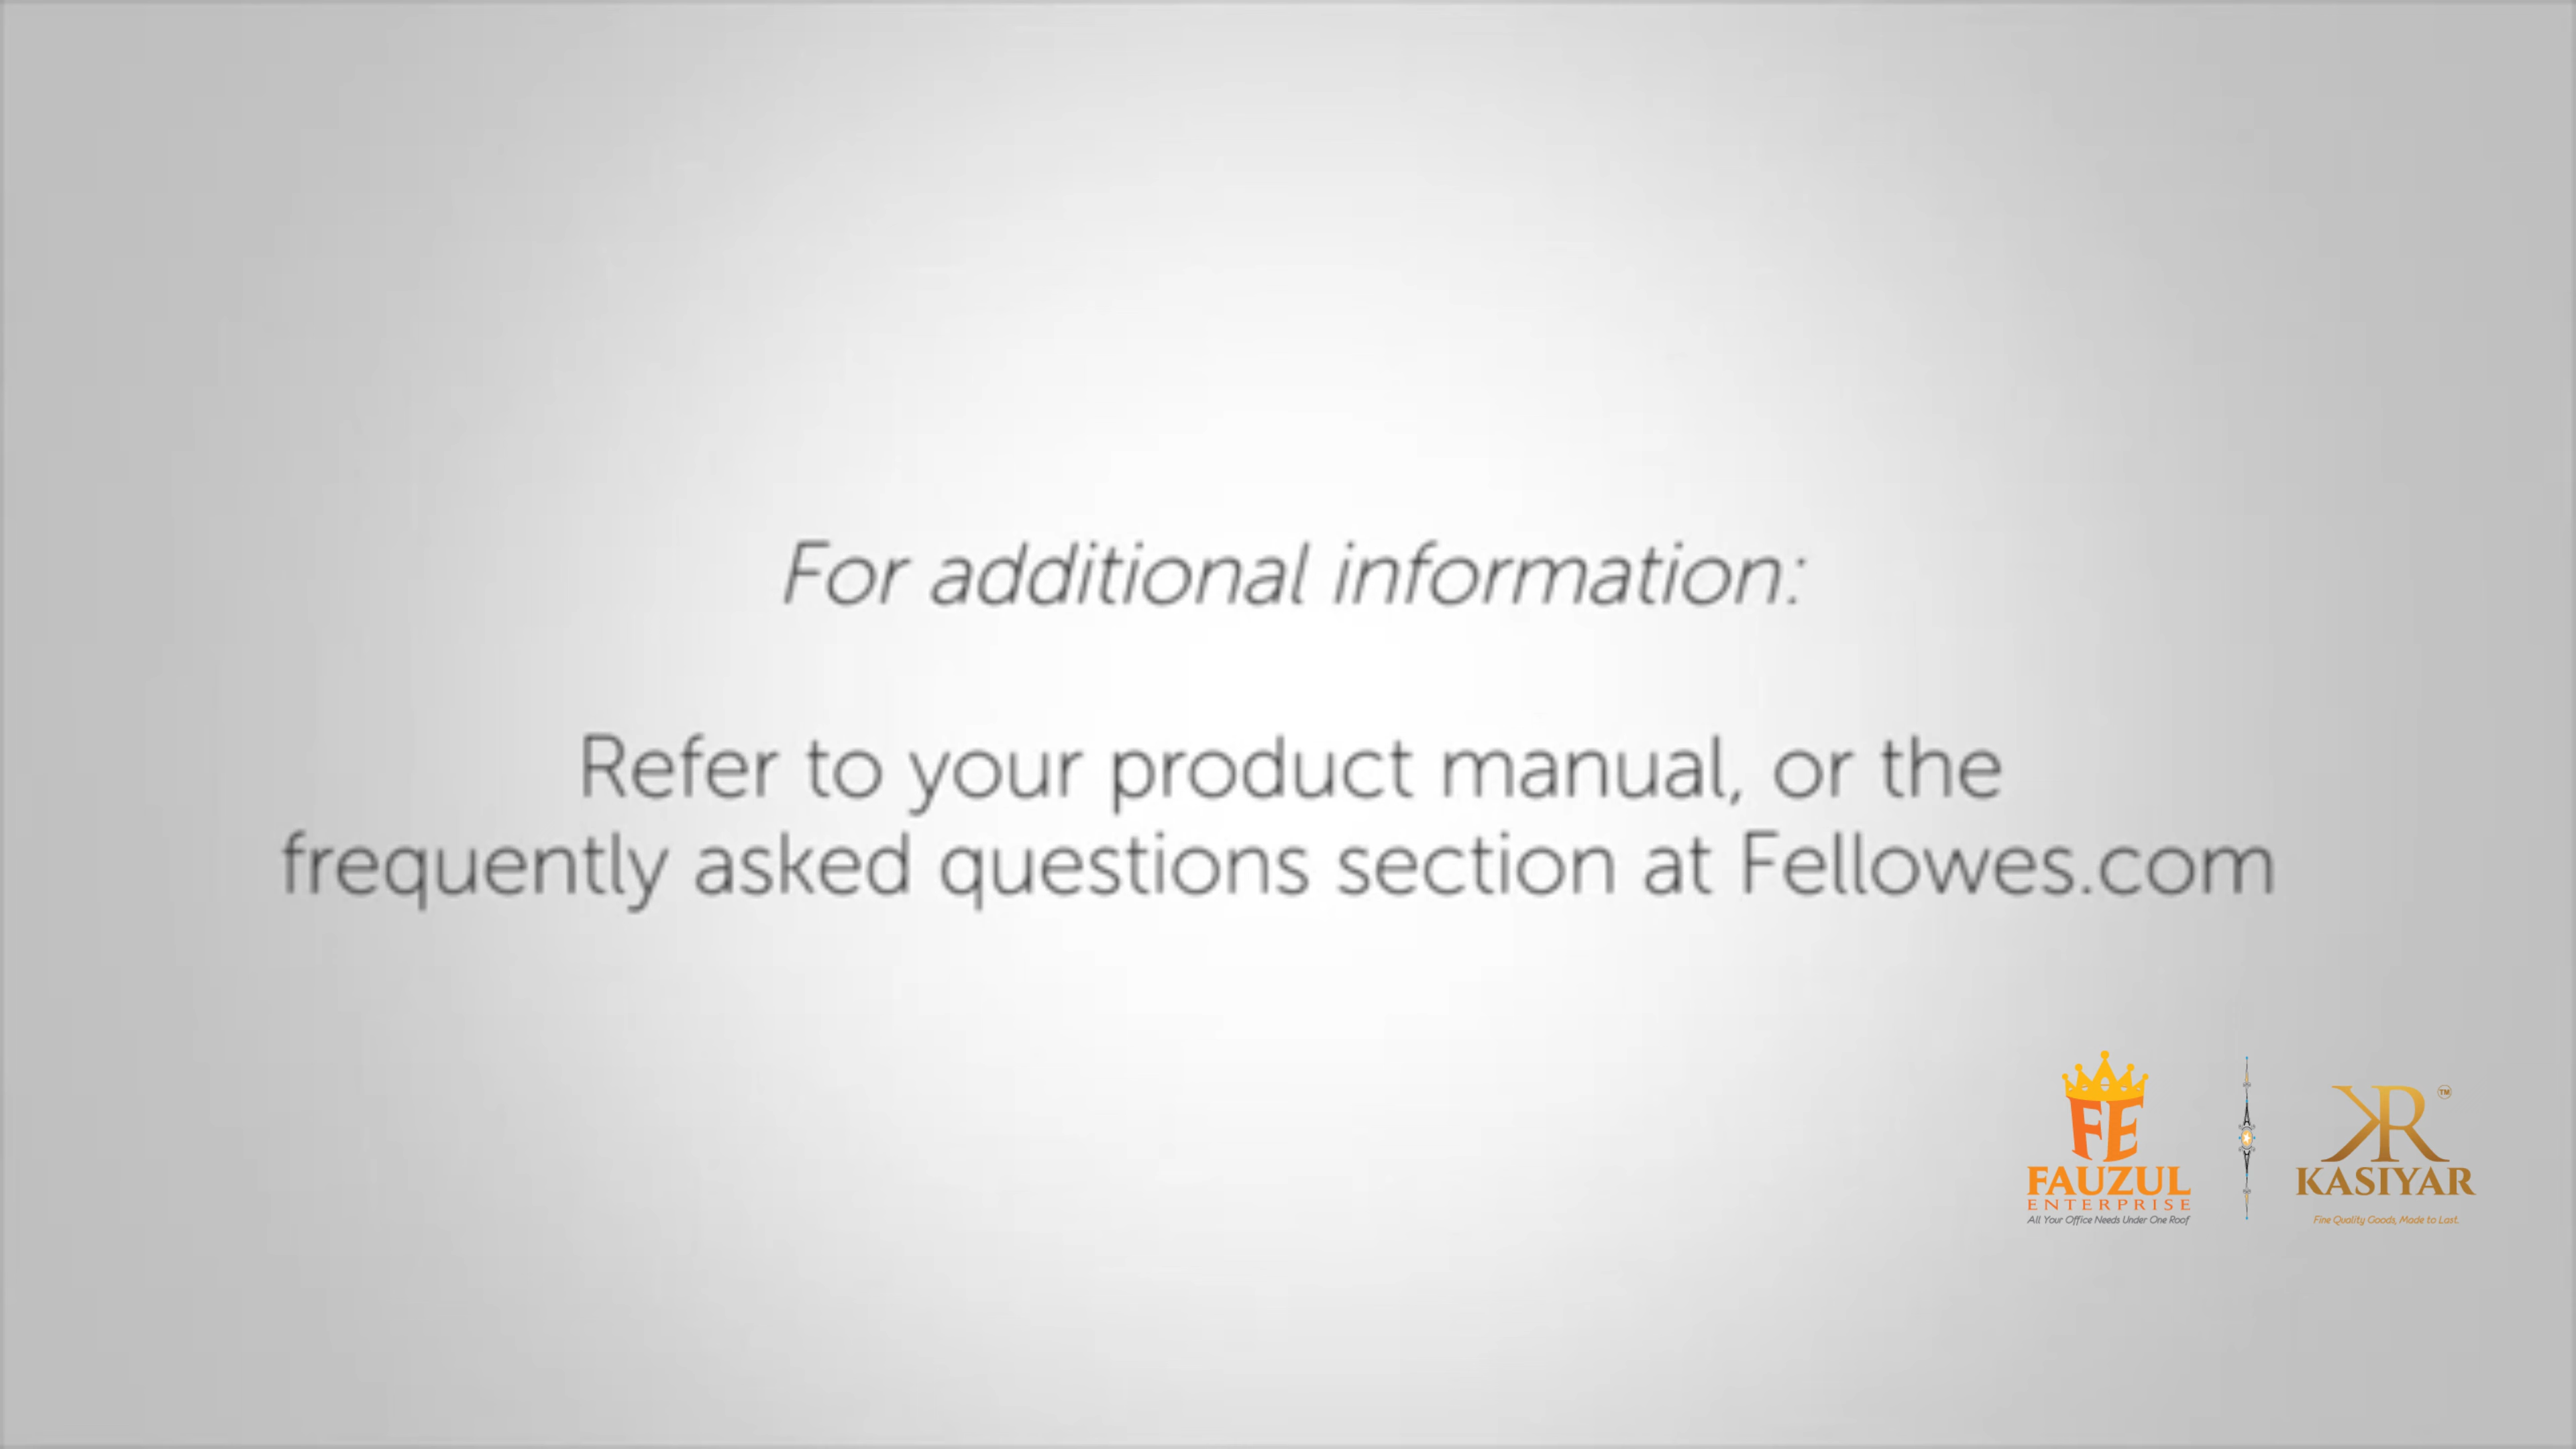 For additional information:
Refer to your product manual, or the
frequently asked questions section at Fellowes.com
FE
FAUZUL
ENTERPRISE
All Your Office Needs Under One Roof
KR TM
KASIYAR
Fine Quality Goods, Made to Last.